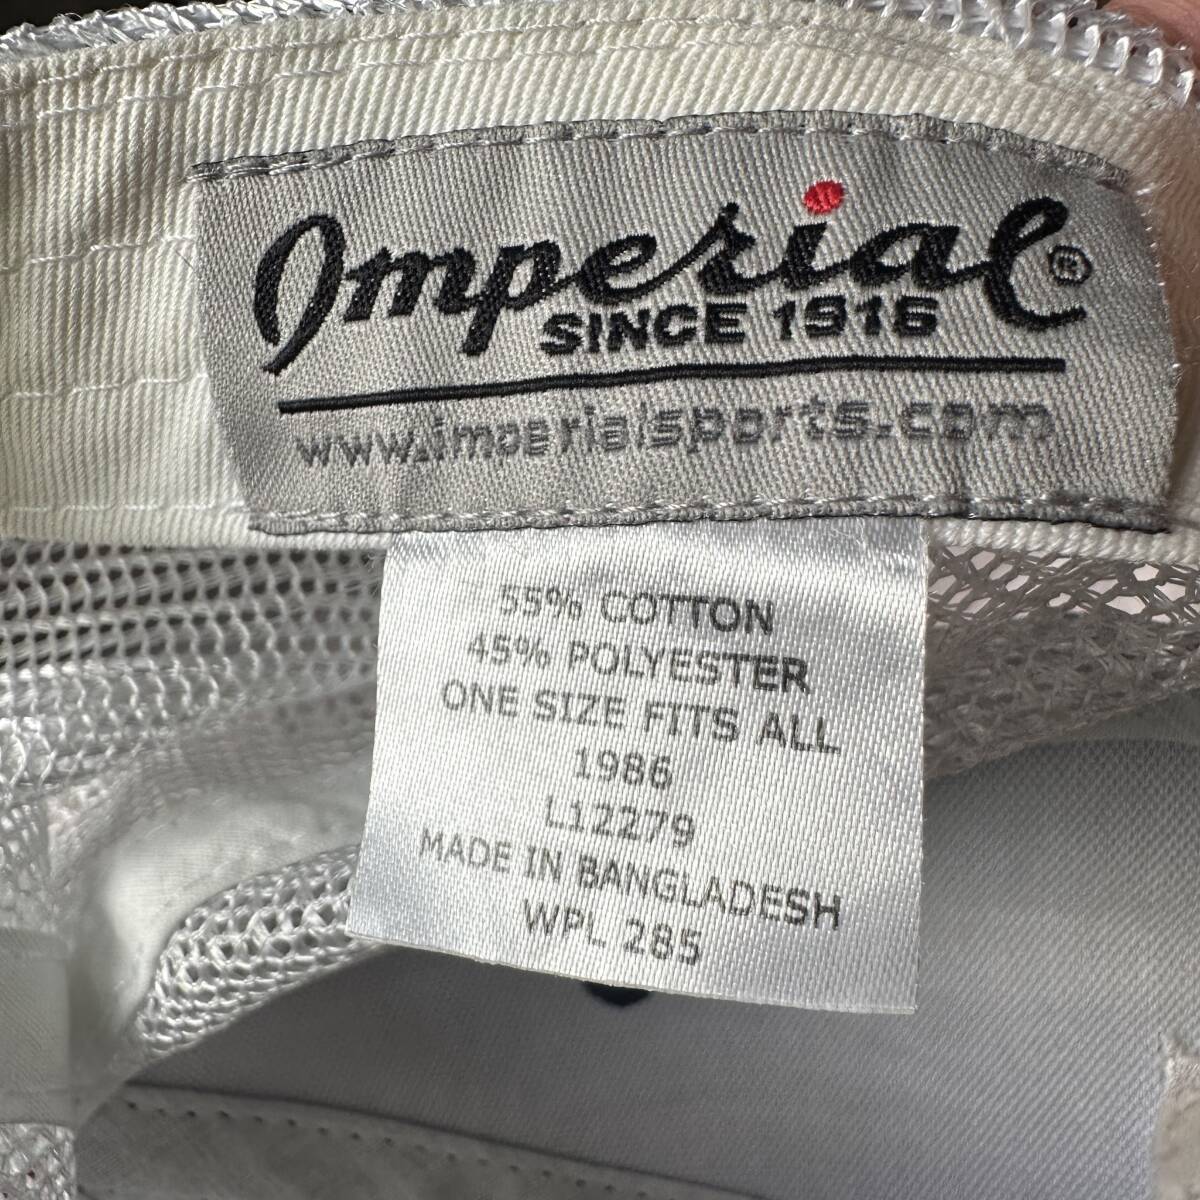 Imperial®
SINCE 1916
www.imperialsports.com
55% COTTON
45% POLYESTER
ONE SIZE FITS ALL
1986
L12279
MADE IN BANGLADESH
WPL 285